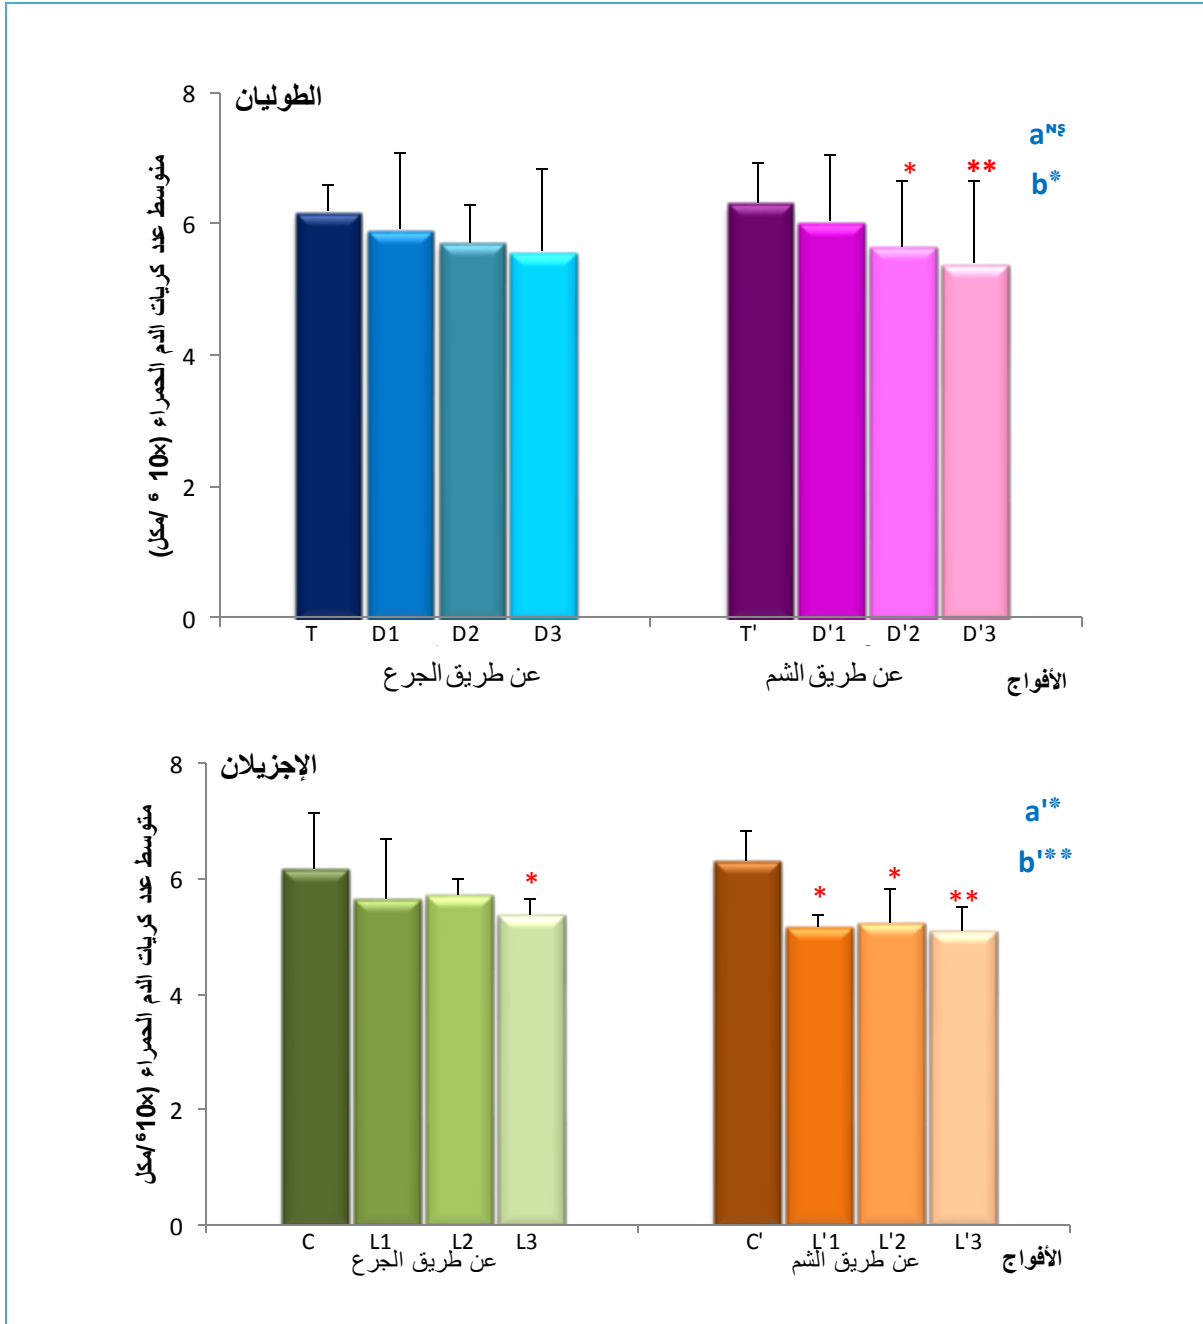 الطوليان
متوسط عدد كريات الدم الحمراء (×10 ⁶ /مكل)
8
6
4
2
0
* **
aᴺˢ
b*
T D1 D2 D3 T' D'1 D'2 D'3
عن طريق الجرع عن طريق الشم الأفواج
الإجزيلان
متوسط عدد كريات الدم الحمراء (×10⁶/مكل
8
6
4
2
0
* * * **
a'*
b'**
C L1 L2 L3 C' L'1 L'2 L'3
عن طريق الجرع عن طريق الشم الأفواج